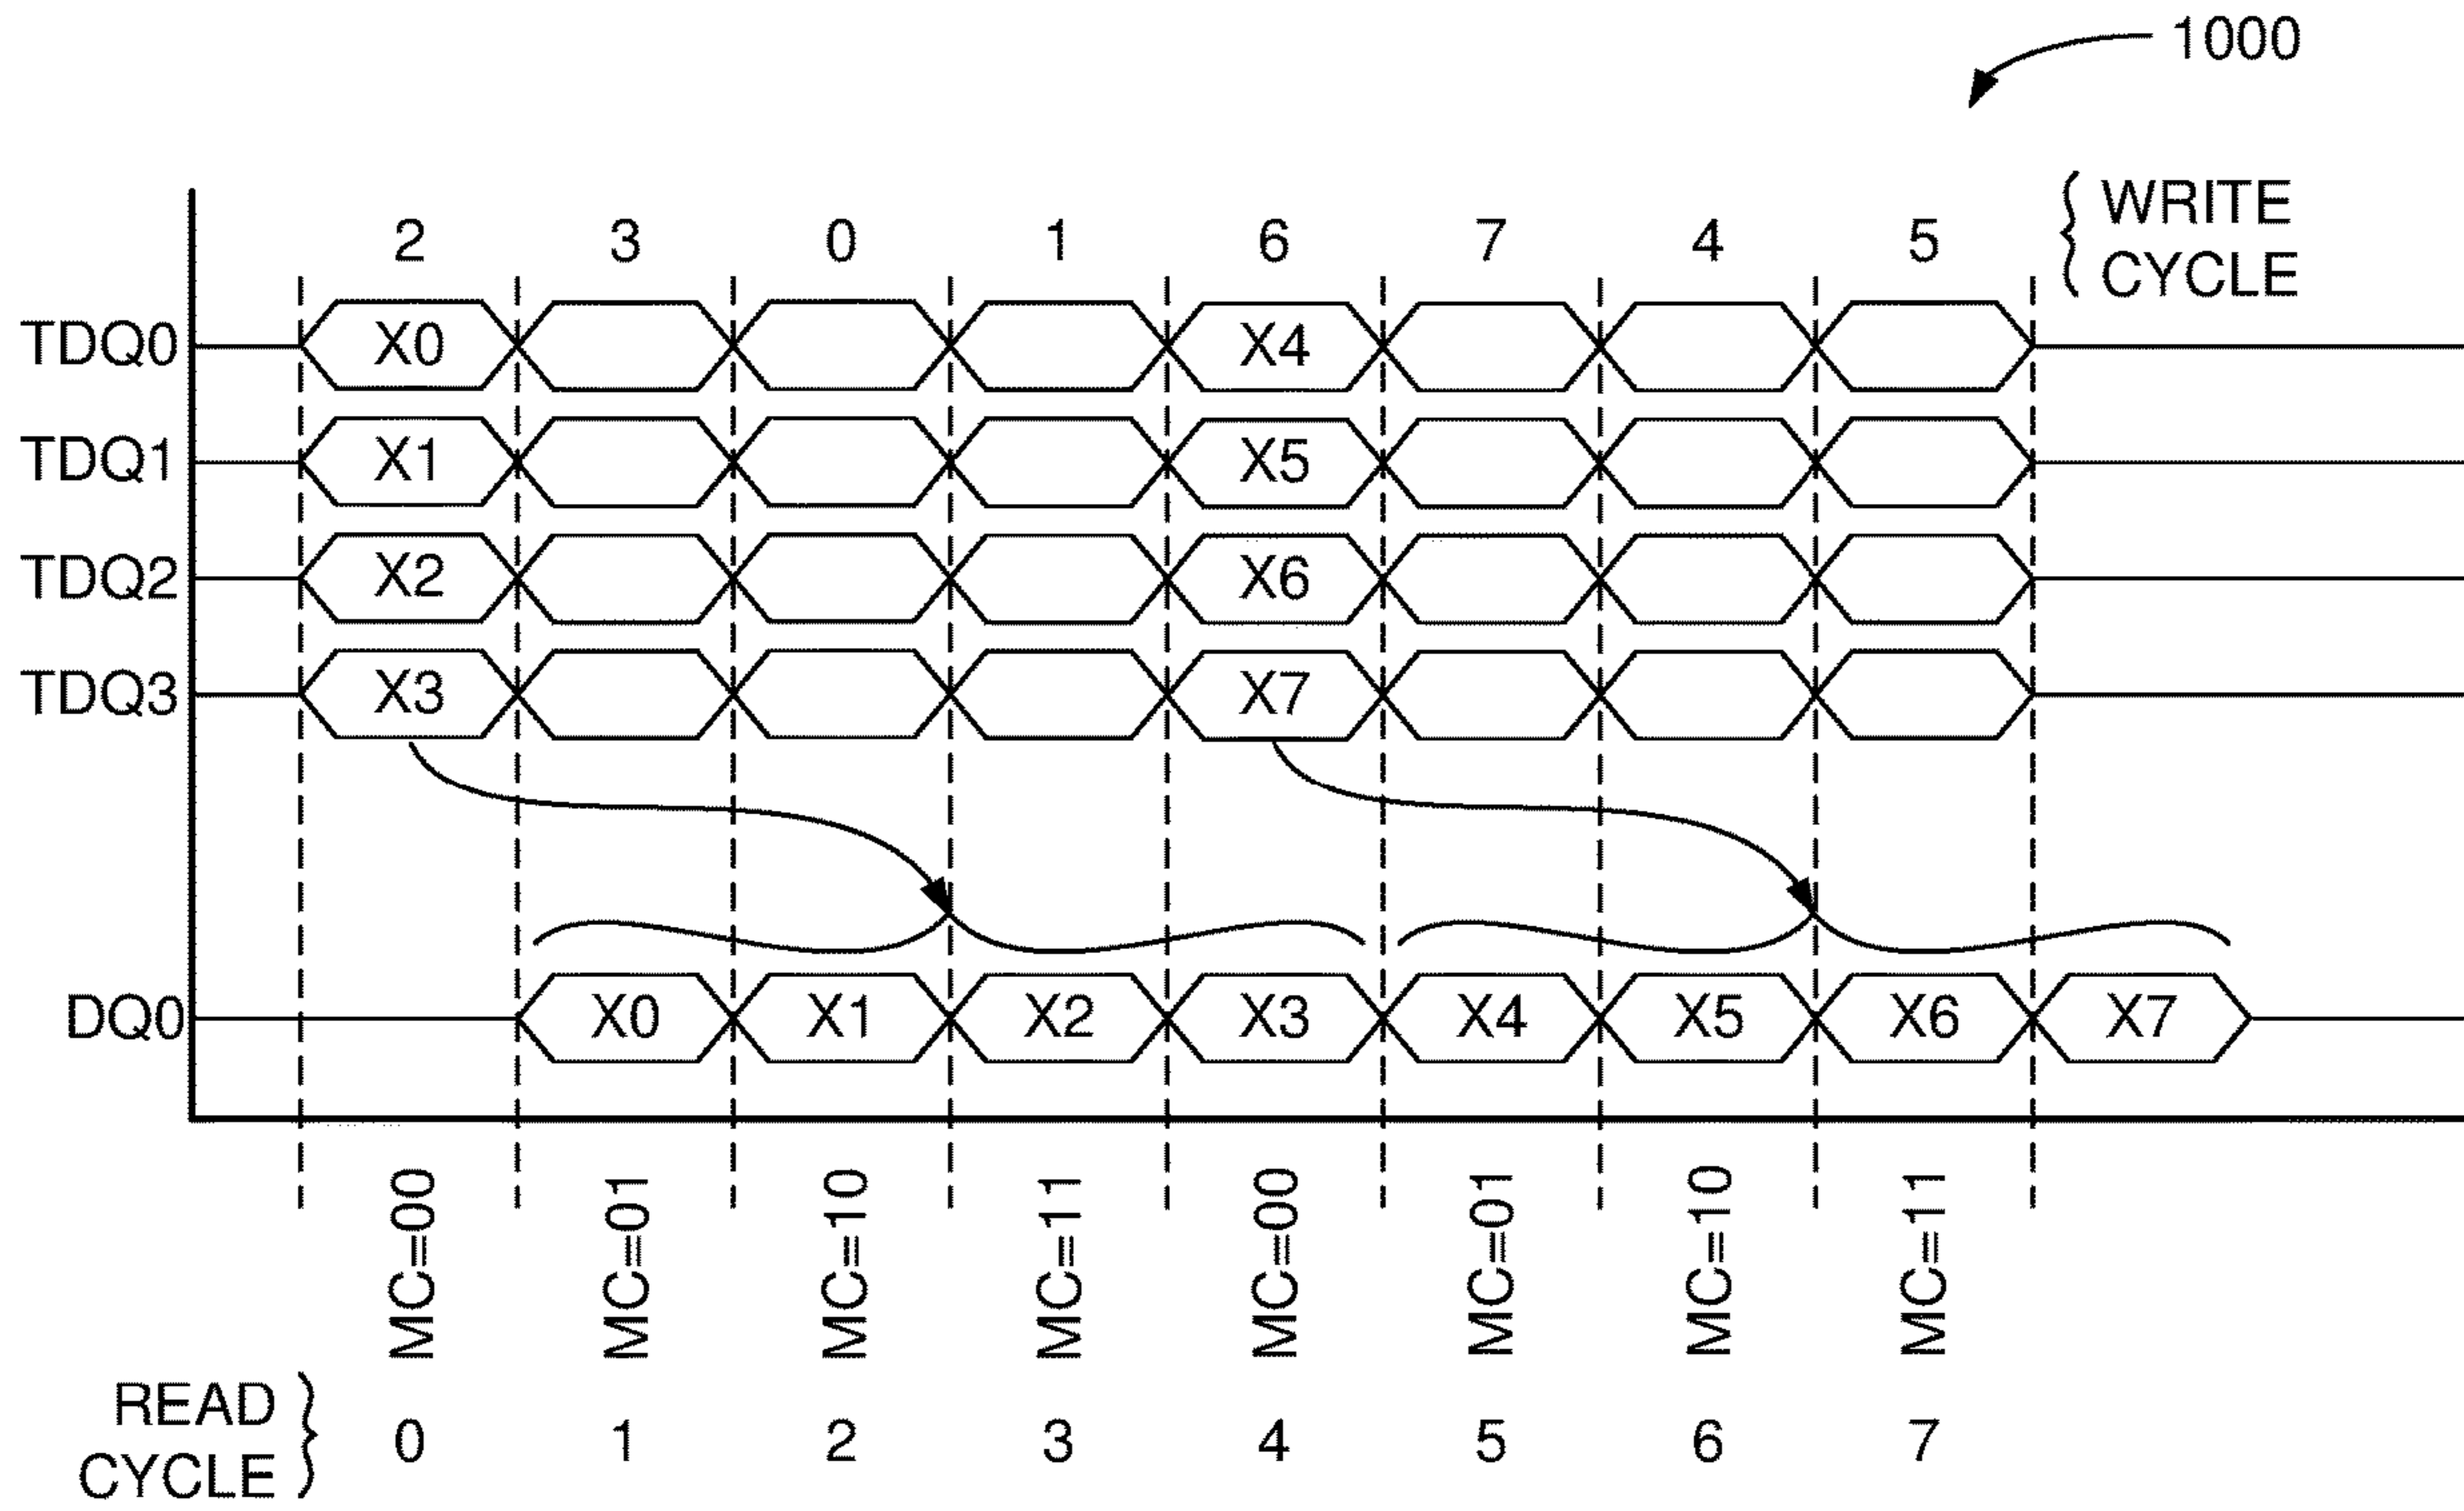 1000
WRITE
CYCLE
2 3 0 1 6 7 4 5
TDQ0 X0 X4
TDQ1 X1 X5
TDQ2 X2 X6
TDQ3 X3 X7
DQ0 X0 X1 X2 X3 X4 X5 X6 X7
MC=00 MC=01 MC=10 MC=11 MC=00 MC=01 MC=10 MC=11
READ
CYCLE
0 1 2 3 4 5 6 7